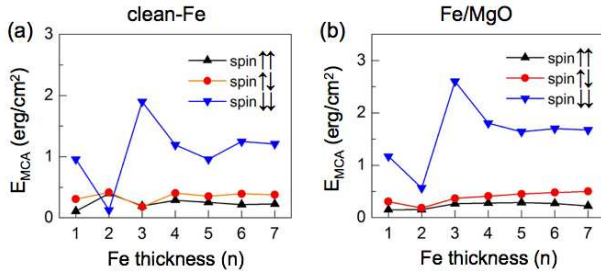 clean-Fe
(a)
3
2
1
0
E_MCA (erg/cm²)
spin ↑↑
spin ↑↓
spin ↓↓
1 2 3 4 5 6 7
Fe thickness (n)
Fe/MgO
(b)
3
2
1
0
E_MCA (erg/cm²)
spin ↑↑
spin ↑↓
spin ↓↓
1 2 3 4 5 6 7
Fe thickness (n)